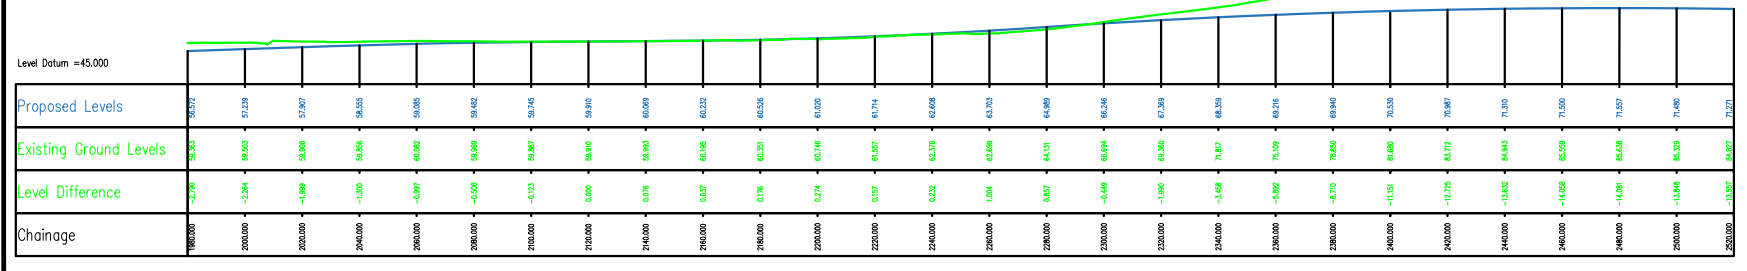 Level Datum =45.000
Proposed Levels 56.572 57.239 57.907 58.555 59.085 59.482 59.745 59.910 60.069 60.232 60.526 61.020 61.714 62.608 63.703 64.989 66.246 67.369 68.359 69.216 69.940 70.530 70.987 71.310 71.500 71.557 71.480 71.271
Existing Ground Levels 59.363 59.503 59.906 59.856 60.082 59.989 59.867 59.910 59.993 60.195 60.351 60.746 61.557 62.376 62.699 64.131 66.694 69.360 71.817 75.109 78.650 81.680 83.712 84.943 85.559 85.638 85.329 84.827
Level Difference -2.790 -2.264 -1.999 -1.300 -0.997 -0.508 -0.123 0.000 0.076 0.037 0.176 0.274 0.157 0.232 1.004 0.857 -0.449 -1.990 -3.458 -5.892 -8.710 -11.151 -12.725 -13.632 -14.058 -14.081 -13.848 -13.557
Chainage 1980.000 2000.000 2020.000 2040.000 2060.000 2080.000 2100.000 2120.000 2140.000 2160.000 2180.000 2200.000 2220.000 2240.000 2260.000 2280.000 2300.000 2320.000 2340.000 2360.000 2380.000 2400.000 2420.000 2440.000 2460.000 2480.000 2500.000 2520.000